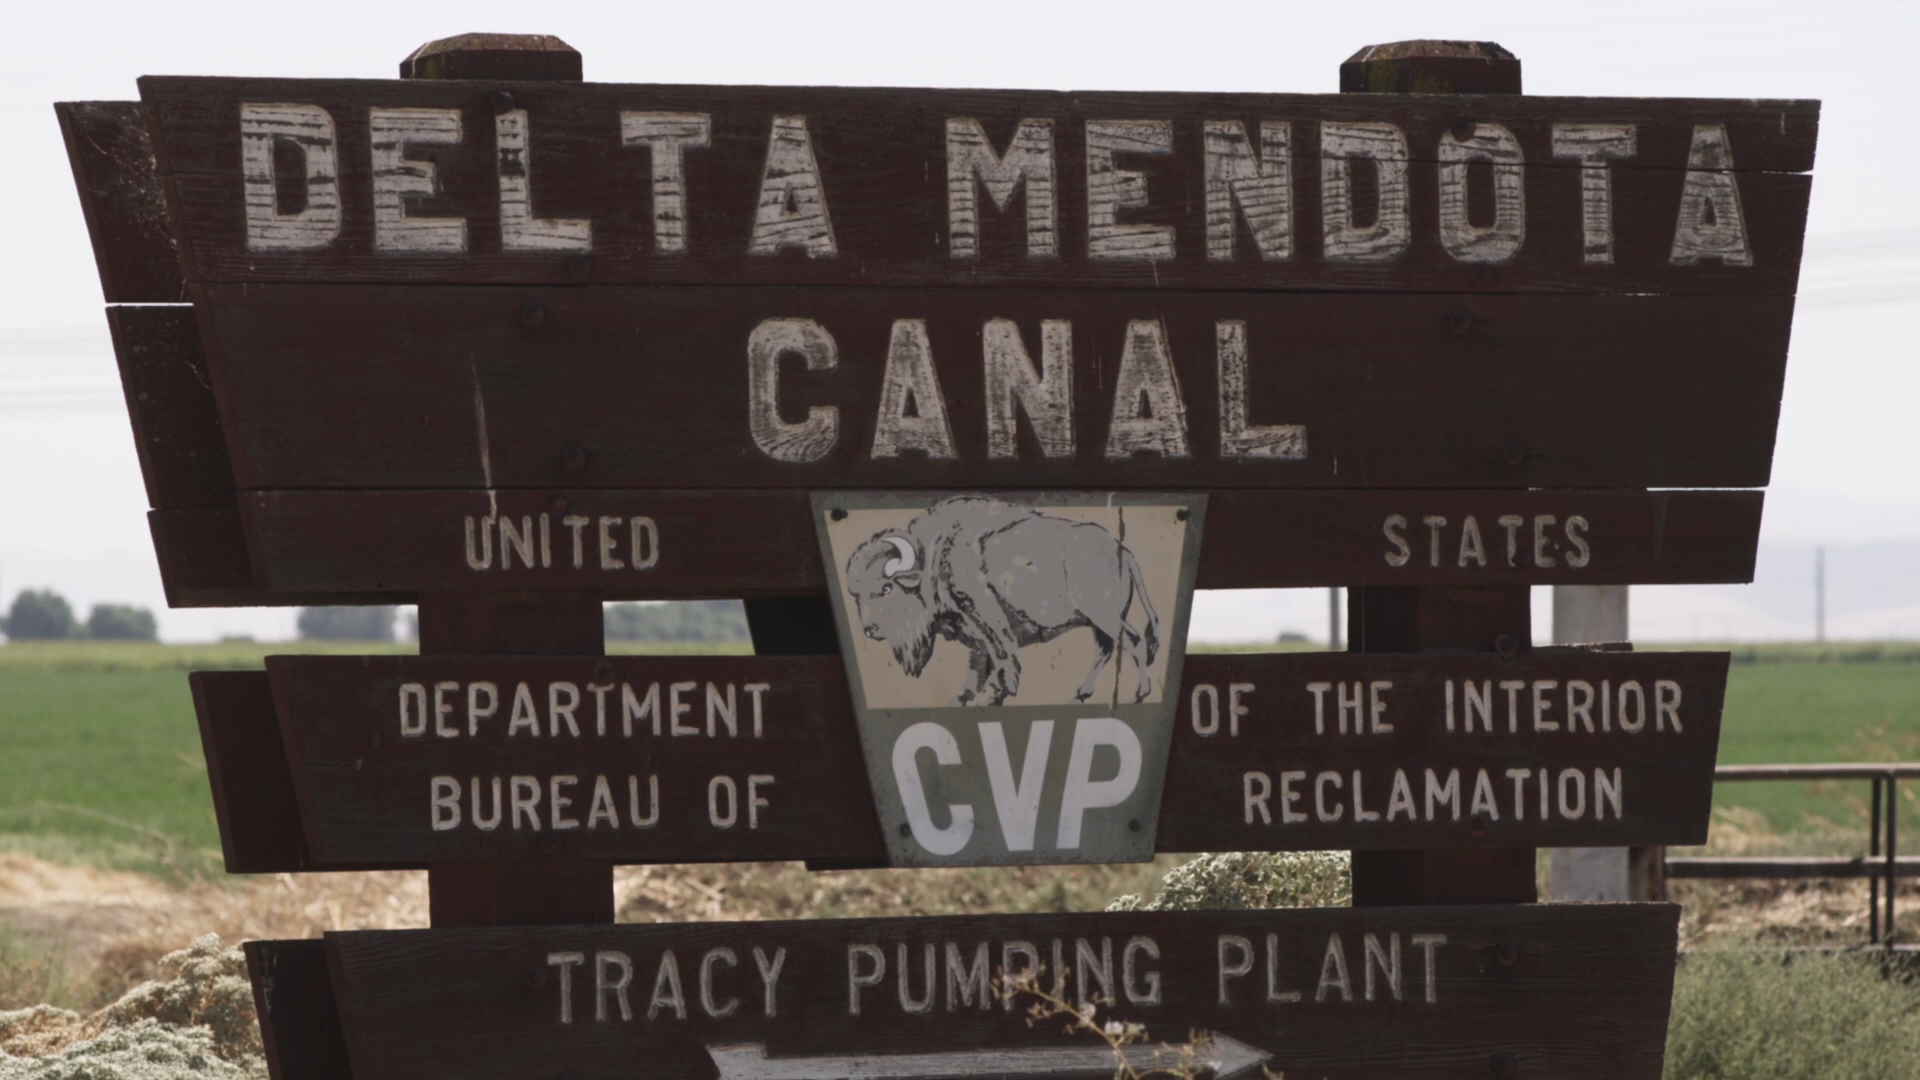 DELTA MENDOTA
CANAL
UNITED STATES
DEPARTMENT OF THE INTERIOR
BUREAU OF RECLAMATION
CVP
TRACY PUMPING PLANT